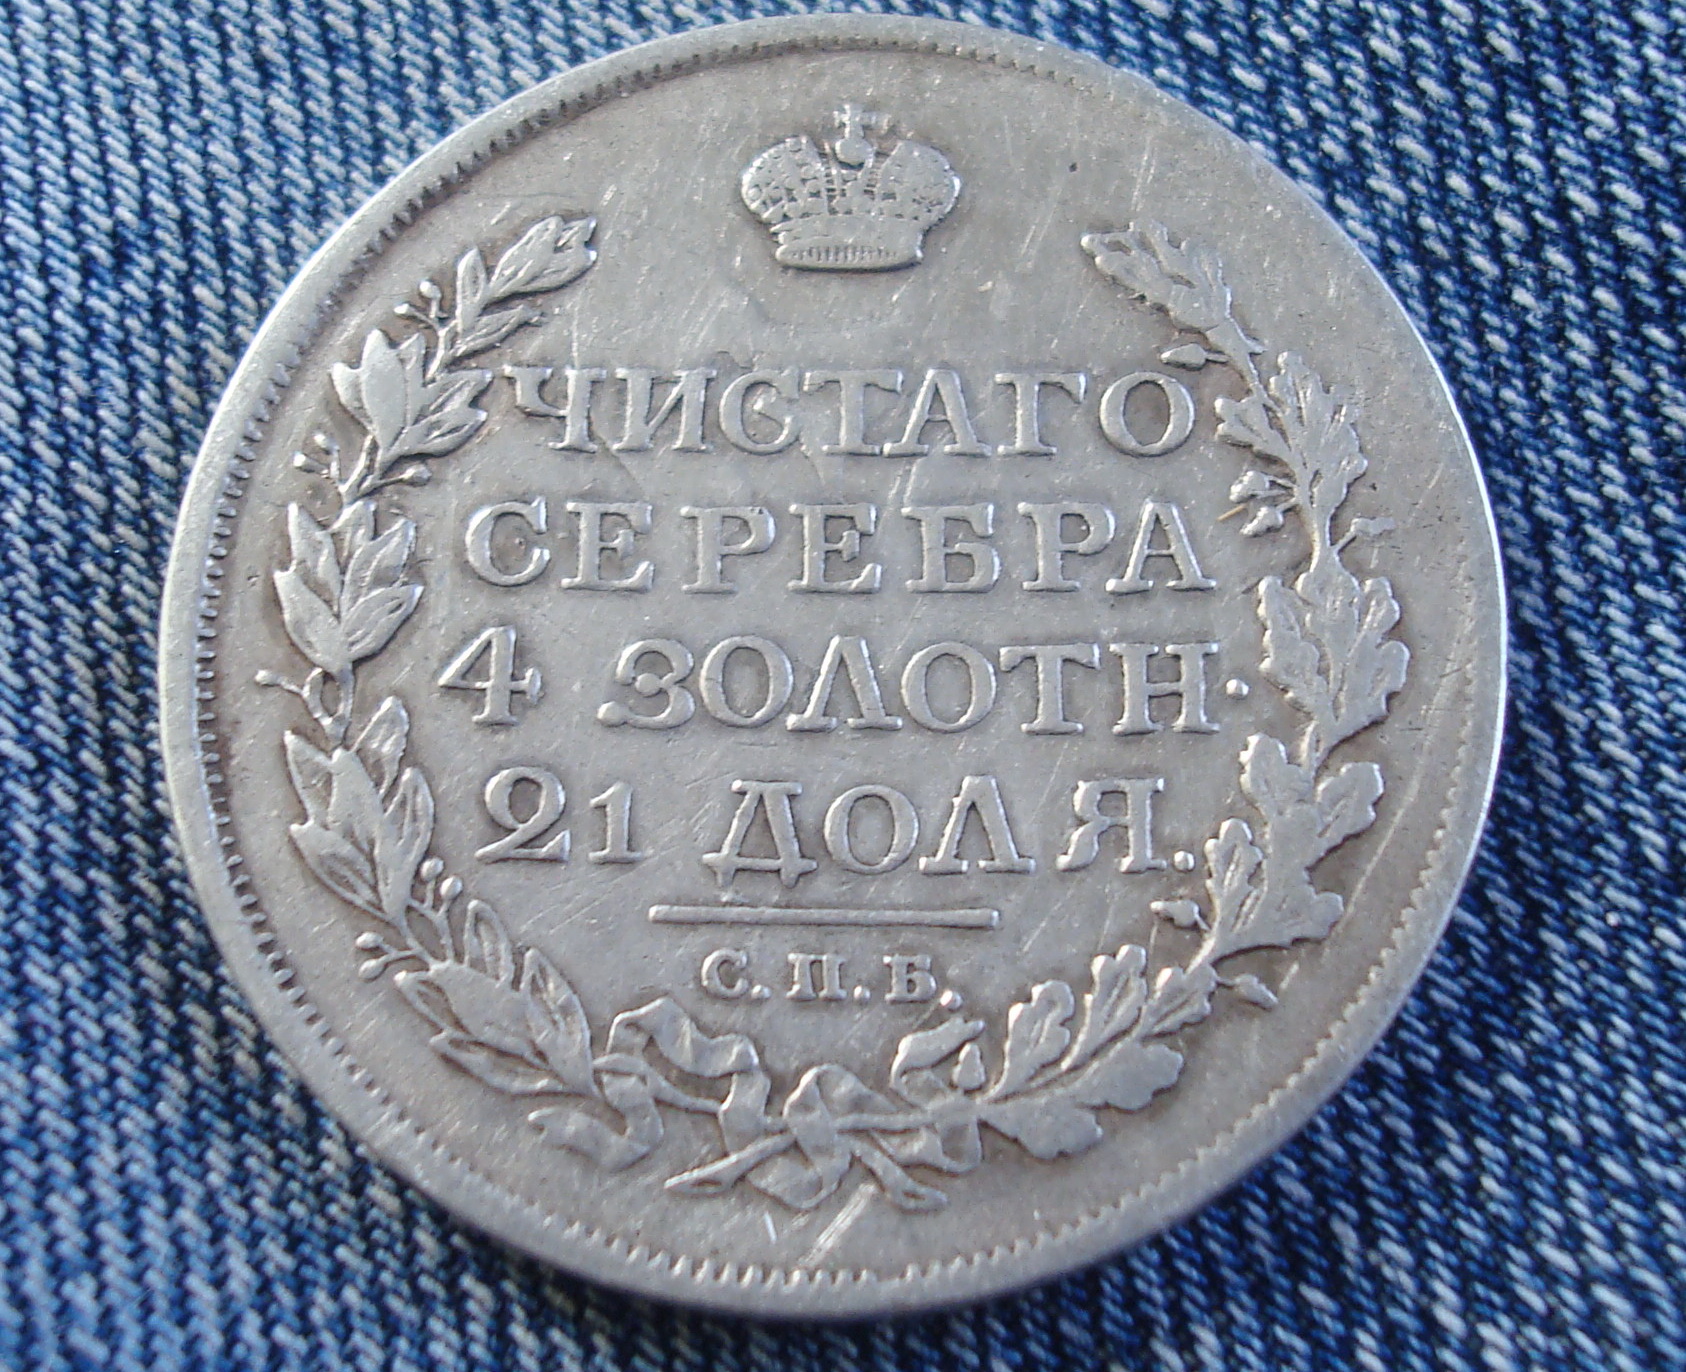 ЧИСТАГО
СЕРЕБРА
4 ЗОЛОТН.
21 ДОЛЯ.
С.П.Б.